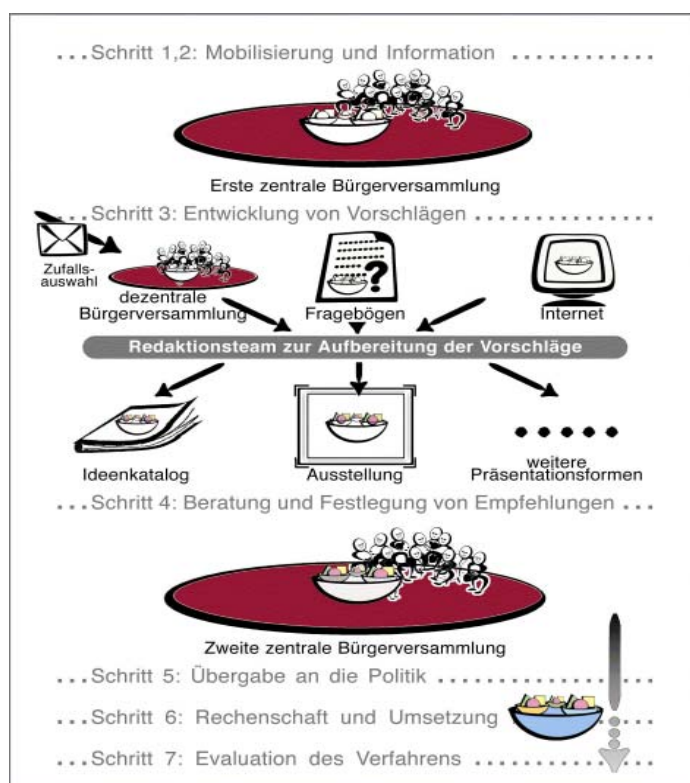 ...Schritt 1,2: Mobilisierung und Information............
Erste zentrale Bürgerversammlung
...Schritt 3: Entwicklung von Vorschlägen...............
Zufalls-
auswahl
dezentrale
Bürgerversammlung
Fragebögen
Internet
Redaktionsteam zur Aufbereitung der Vorschläge
Ideenkatalog
Ausstellung
weitere
Präsentationsformen
...Schritt 4: Beratung und Festlegung von Empfehlungen...
Zweite zentrale Bürgerversammlung
...Schritt 5: Übergabe an die Politik..................
...Schritt 6: Rechenschaft und Umsetzung
...Schritt 7: Evaluation des Verfahrens...............